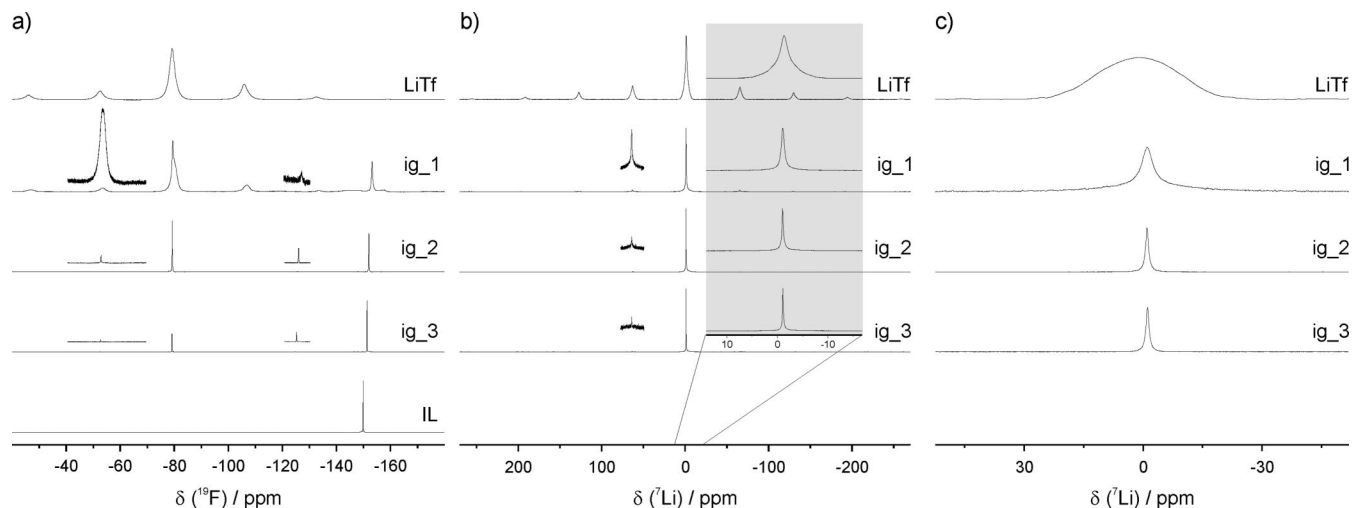 a)
LiTf
ig_1
ig_2
ig_3
IL
-40 -60 -80 -100 -120 -140
δ (¹⁹F) / ppm
b)
LiTf
ig_1
ig_2
ig_3
10 0 -10
200 100 0 -100 -200
δ (⁷Li) / ppm
c)
LiTf
ig_1
ig_2
ig_3
30 0 -30
δ (⁷Li) / ppm